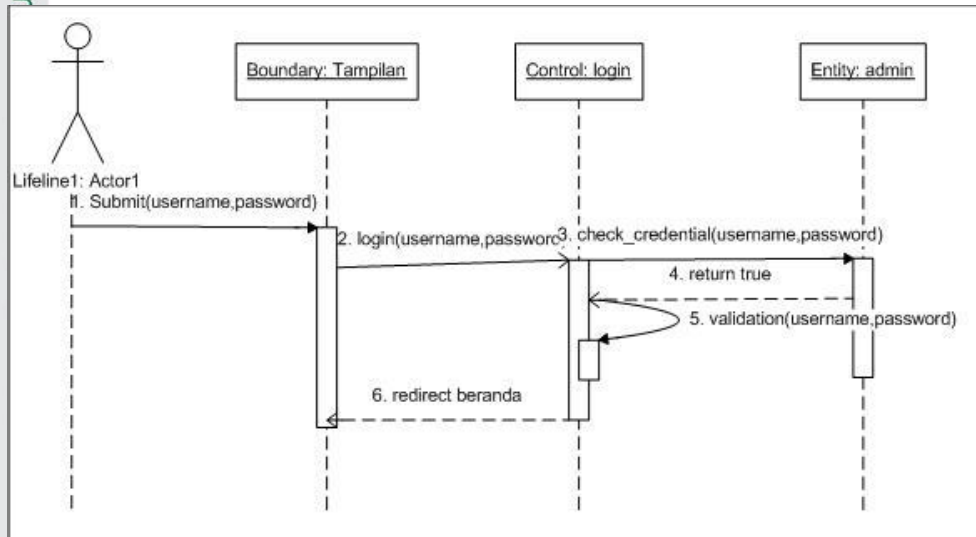 Boundary: Tampilan
Control: login
Entity: admin
Lifeline1: Actor1
1. Submit(username,password)
2. login(username,password
3. check_credential(username,password)
4. return true
5. validation(username,password)
6. redirect beranda